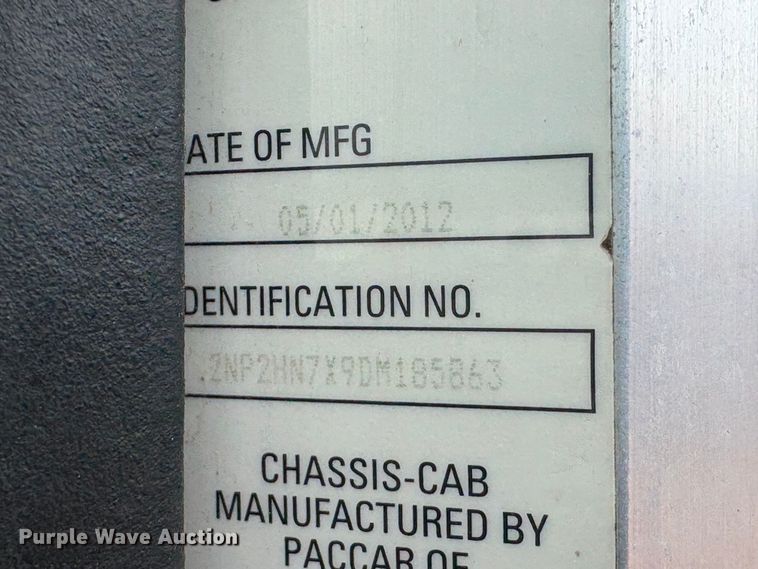 ATE OF MFG
05/01/2012
DENTIFICATION NO.
.2NP2HN7X9DM185863
CHASSIS-CAB
MANUFACTURED BY
PACCAR OF
Purple Wave Auction